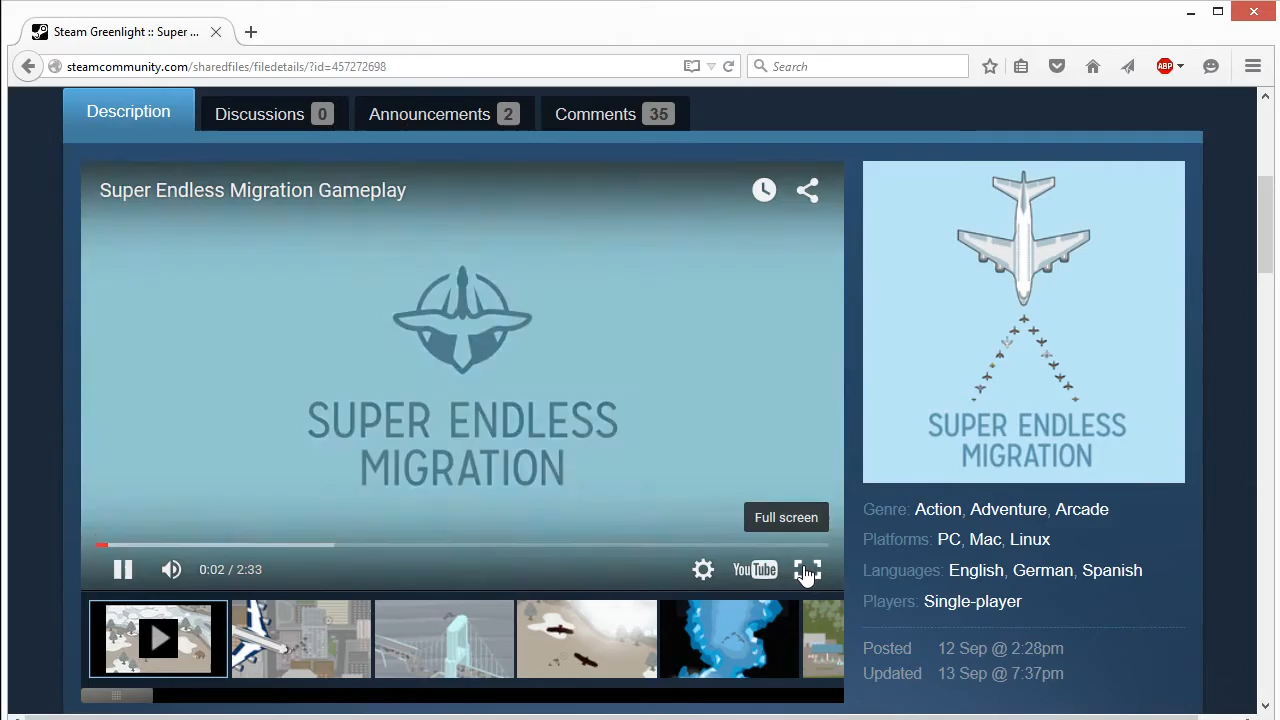 Steam Greenlight :: Super ...
steamcommunity.com/sharedfiles/filedetails/?id=457272698
Search
ABP
Description
Discussions 0
Announcements 2
Comments 35
Super Endless Migration Gameplay
SUPER ENDLESS
MIGRATION
Full screen
0:02 / 2:33
YouTube
SUPER ENDLESS
MIGRATION
Genre: Action, Adventure, Arcade
Platforms: PC, Mac, Linux
Languages: English, German, Spanish
Players: Single-player
Posted 12 Sep @ 2:28pm
Updated 13 Sep @ 7:37pm